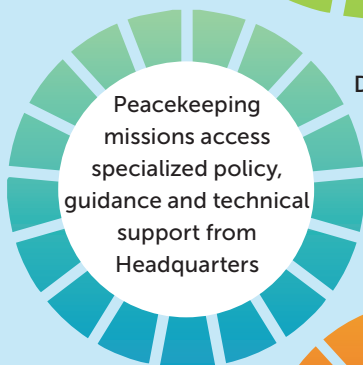 D
Peacekeeping
missions access
specialized policy,
guidance and technical
support from
Headquarters